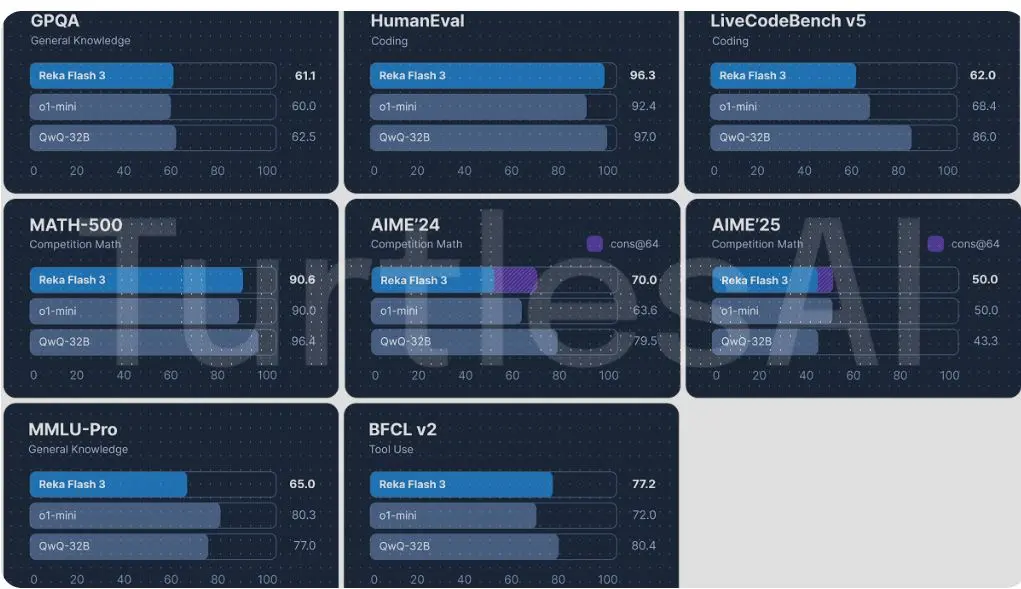 GPQA
General Knowledge
Reka Flash 3 61.1
o1-mini 60.0
QwQ-32B 62.5
0 20 40 60 80 100
HumanEval
Coding
Reka Flash 3 96.3
o1-mini 92.4
QwQ-32B 97.0
0 20 40 60 80 100
LiveCodeBench v5
Coding
Reka Flash 3 62.0
o1-mini 68.4
QwQ-32B 86.0
0 20 40 60 80 100
MATH-500
Competition Math
Reka Flash 3 90.6
o1-mini 90.0
QwQ-32B 96.4
0 20 40 60 80 100
AIME’24
Competition Math cons@64
Reka Flash 3 70.0
o1-mini 63.6
QwQ-32B 79.5
0 20 40 60 80 100
AIME’25
Competition Math cons@64
Reka Flash 3 50.0
o1-mini 50.0
QwQ-32B 43.3
0 20 40 60 80 100
TurtlesAI
MMLU-Pro
General Knowledge
Reka Flash 3 65.0
o1-mini 80.3
QwQ-32B 77.0
0 20 40 60 80 100
BFCL v2
Tool Use
Reka Flash 3 77.2
o1-mini 72.0
QwQ-32B 80.4
0 20 40 60 80 100